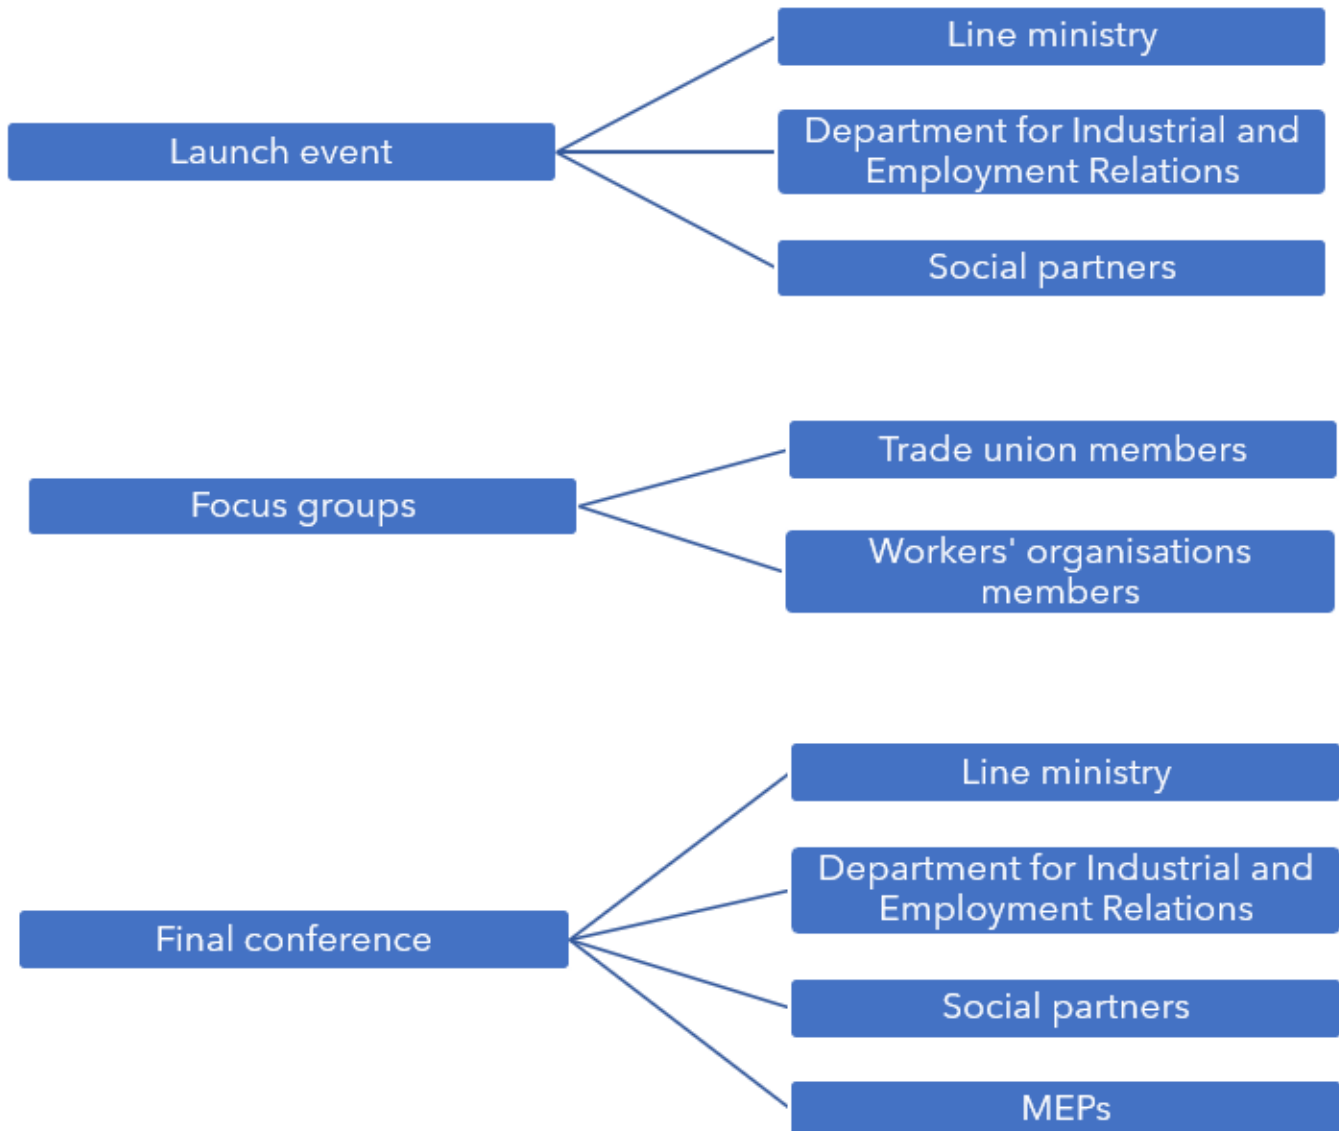 Launch event
Line ministry
Department for Industrial and
Employment Relations
Social partners
Focus groups
Trade union members
Workers' organisations
members
Final conference
Line ministry
Department for Industrial and
Employment Relations
Social partners
MEPs